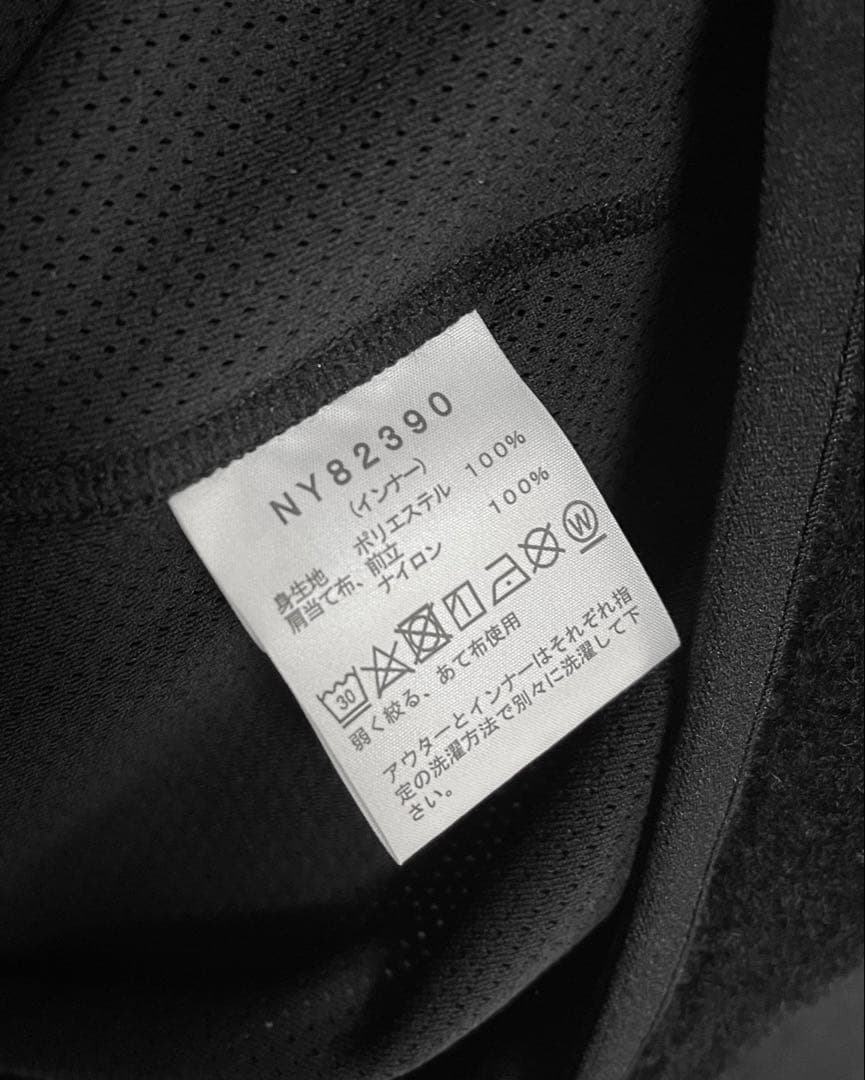 NY82390
(インナー)
身生地 ポリエステル 100%
肩当て布、前立
ナイロン 100%
30 W
弱く絞る、あて布使用
アウターとインナーはそれぞれ指
定の洗濯方法で別々に洗濯して下
さい。